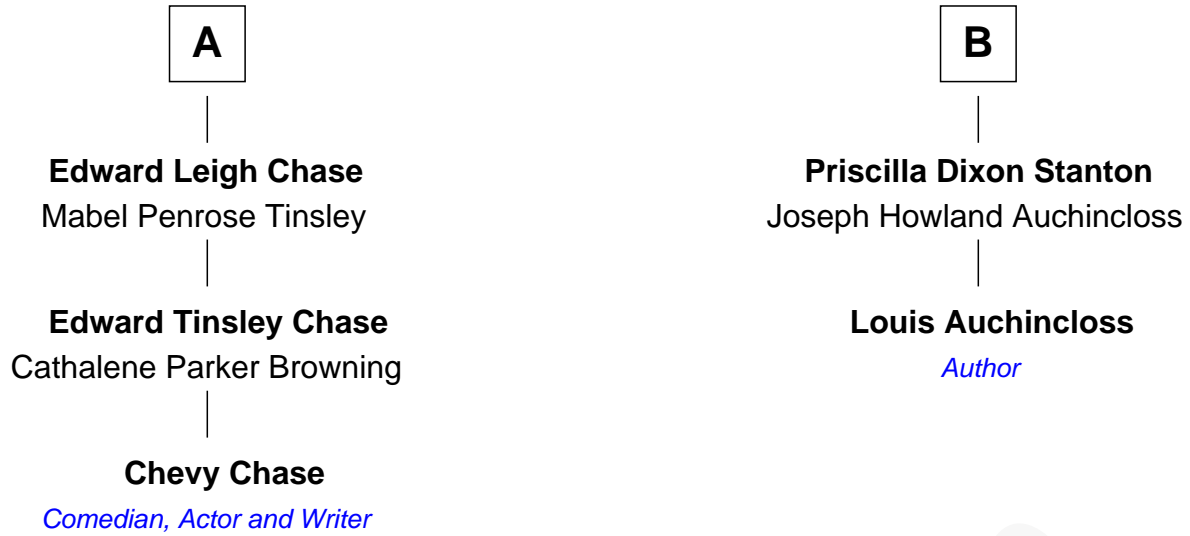 A
Edward Leigh Chase
Mabel Penrose Tinsley
Edward Tinsley Chase
Cathalene Parker Browning
Chevy Chase
Comedian, Actor and Writer
B
Priscilla Dixon Stanton
Joseph Howland Auchincloss
Louis Auchincloss
Author